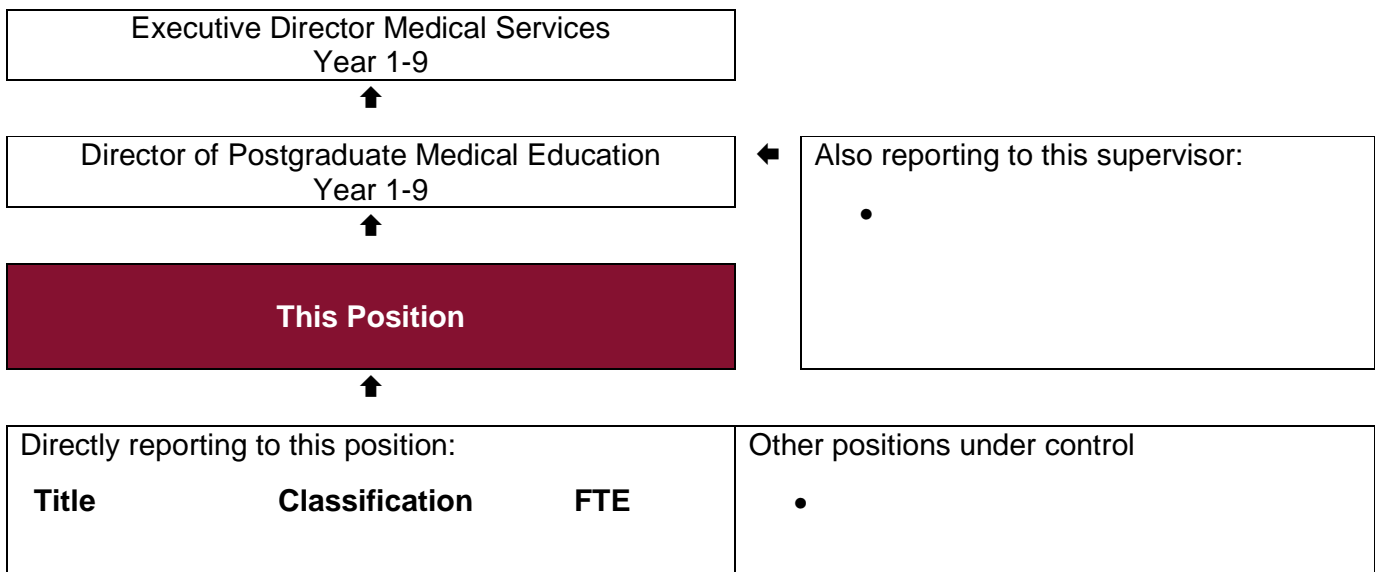 Executive Director Medical Services
Year 1-9
Director of Postgraduate Medical Education
Year 1-9
Also reporting to this supervisor:
•
This Position
Directly reporting to this position:
Title Classification FTE
Other positions under control
•